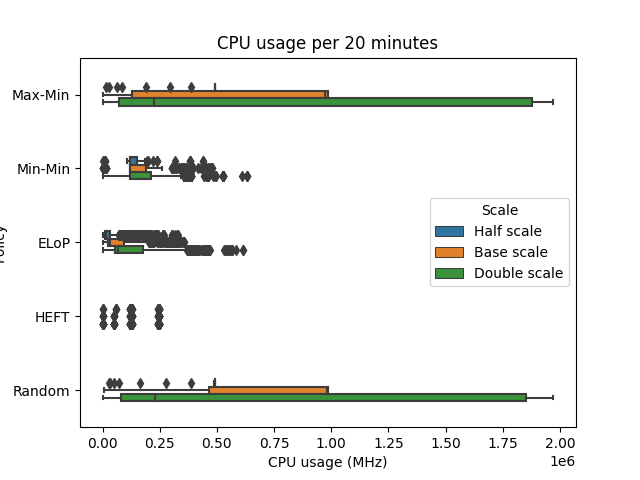 CPU usage per 20 minutes
Max-Min
Min-Min
ELoP
HEFT
Random
Scale
Half scale
Base scale
Double scale
0.00 0.25 0.50 0.75 1.00 1.25 1.50 1.75 2.00
1e6
CPU usage (MHz)